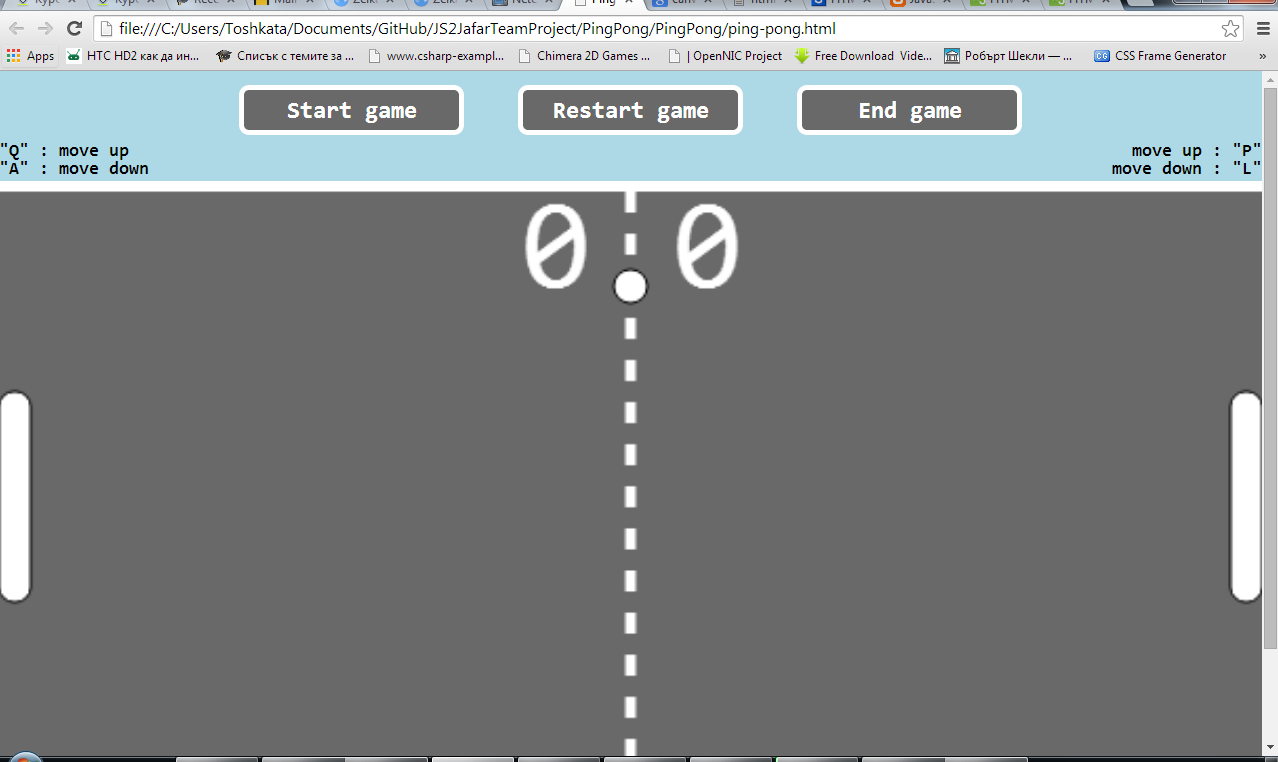 file:///C:/Users/Toshkata/Documents/GitHub/JS2JafarTeamProject/PingPong/PingPong/ping-pong.html
Apps HTC HD2 как да ин... Списък с темите за ... www.csharp-exampl... Chimera 2D Games ... | OpenNIC Project Free Download Vide... Робърт Шекли — ... CSS Frame Generator »
Start game Restart game End game
"Q" : move up move up : "P"
"A" : move down move down : "L"
0 0